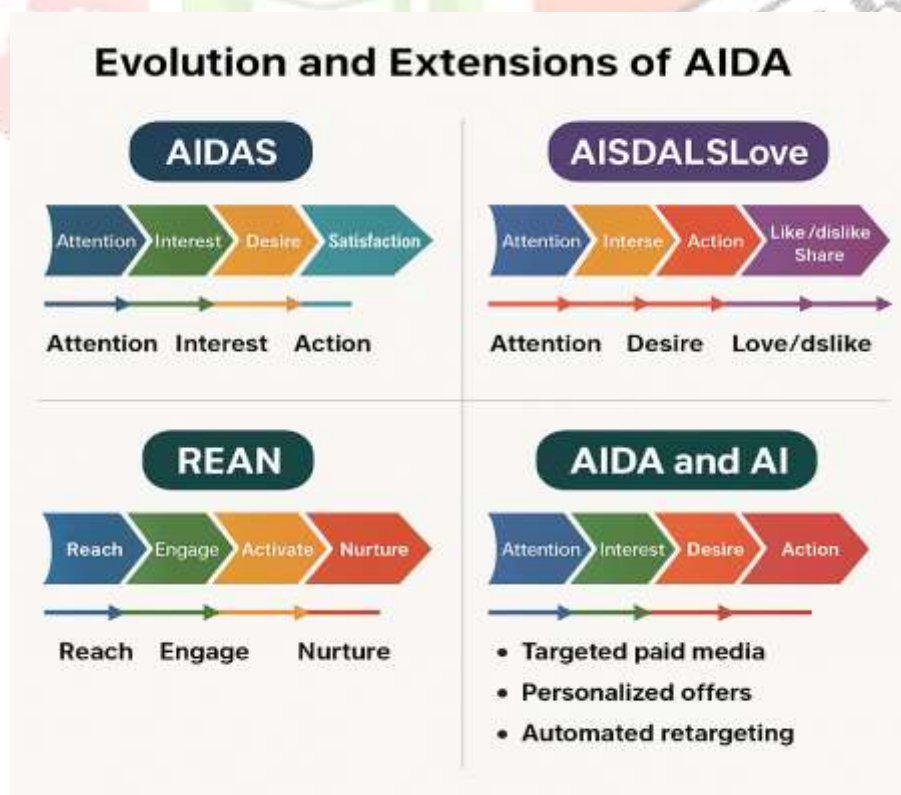 Evolution and Extensions of AIDA
AIDAS
Attention Interest Desire Satisfaction
Attention Interest Action
AISDALSLove
Attention Interse Action Like/dislike
Share
Attention Desire Love/dslike
REAN
Reach Engage Activate Nurture
Reach Engage Nurture
AIDA and AI
Attention Interest Desire Action
• Targeted paid media
• Personalized offers
• Automated retargeting